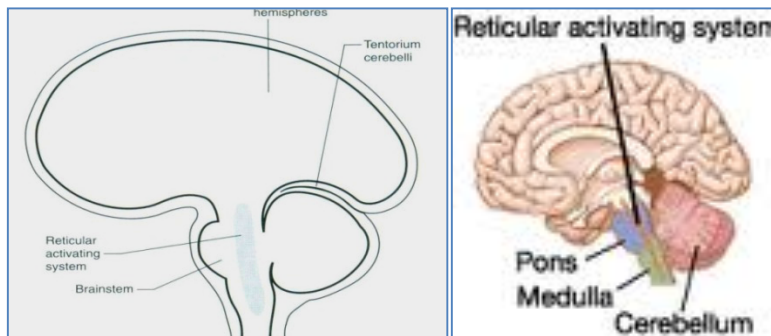 hemispheres
Tentorium
cerebelli
Reticular
activating
system
Brainstem
Reticular activating system
Pons
Medulla
Cerebellum